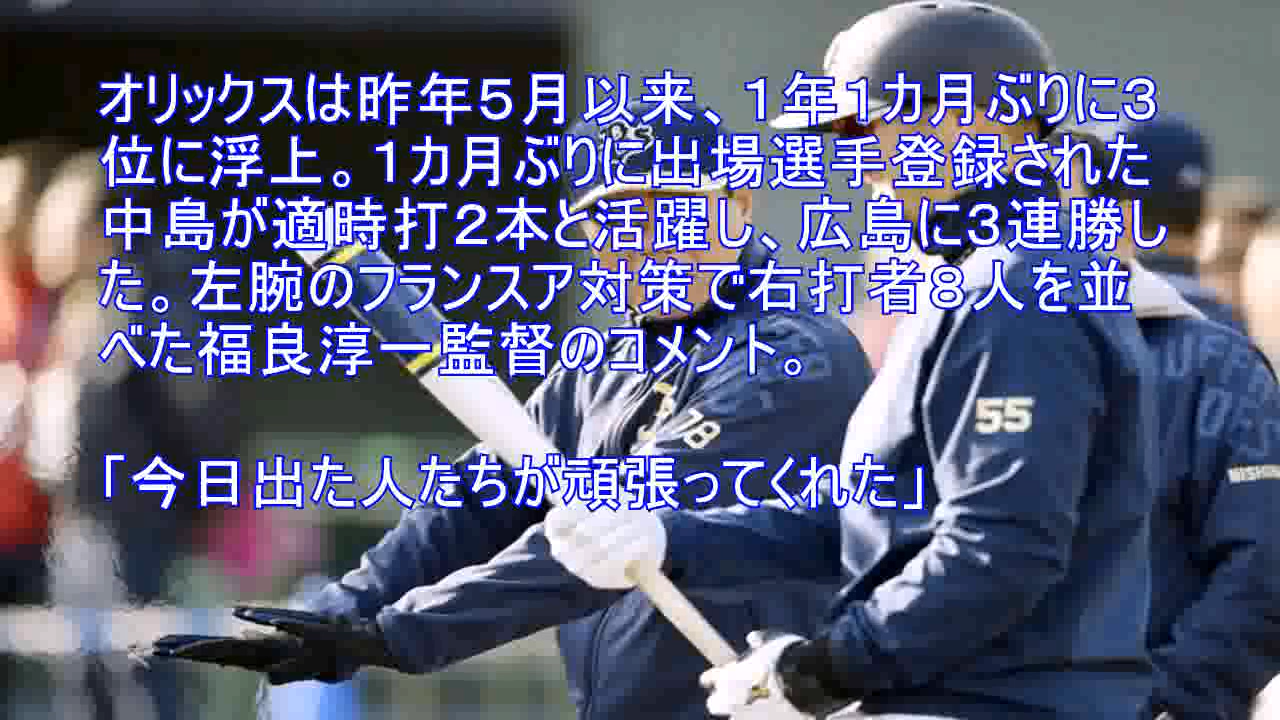 オリックスは昨年５月以来、１年１カ月ぶりに３
位に浮上。１カ月ぶりに出場選手登録された
中島が適時打２本と活躍し、広島に３連勝し
た。左腕のフランスア対策で右打者８人を並
べた福良淳一監督のコメント。
「今日出た人たちが頑張ってくれた」
78
55